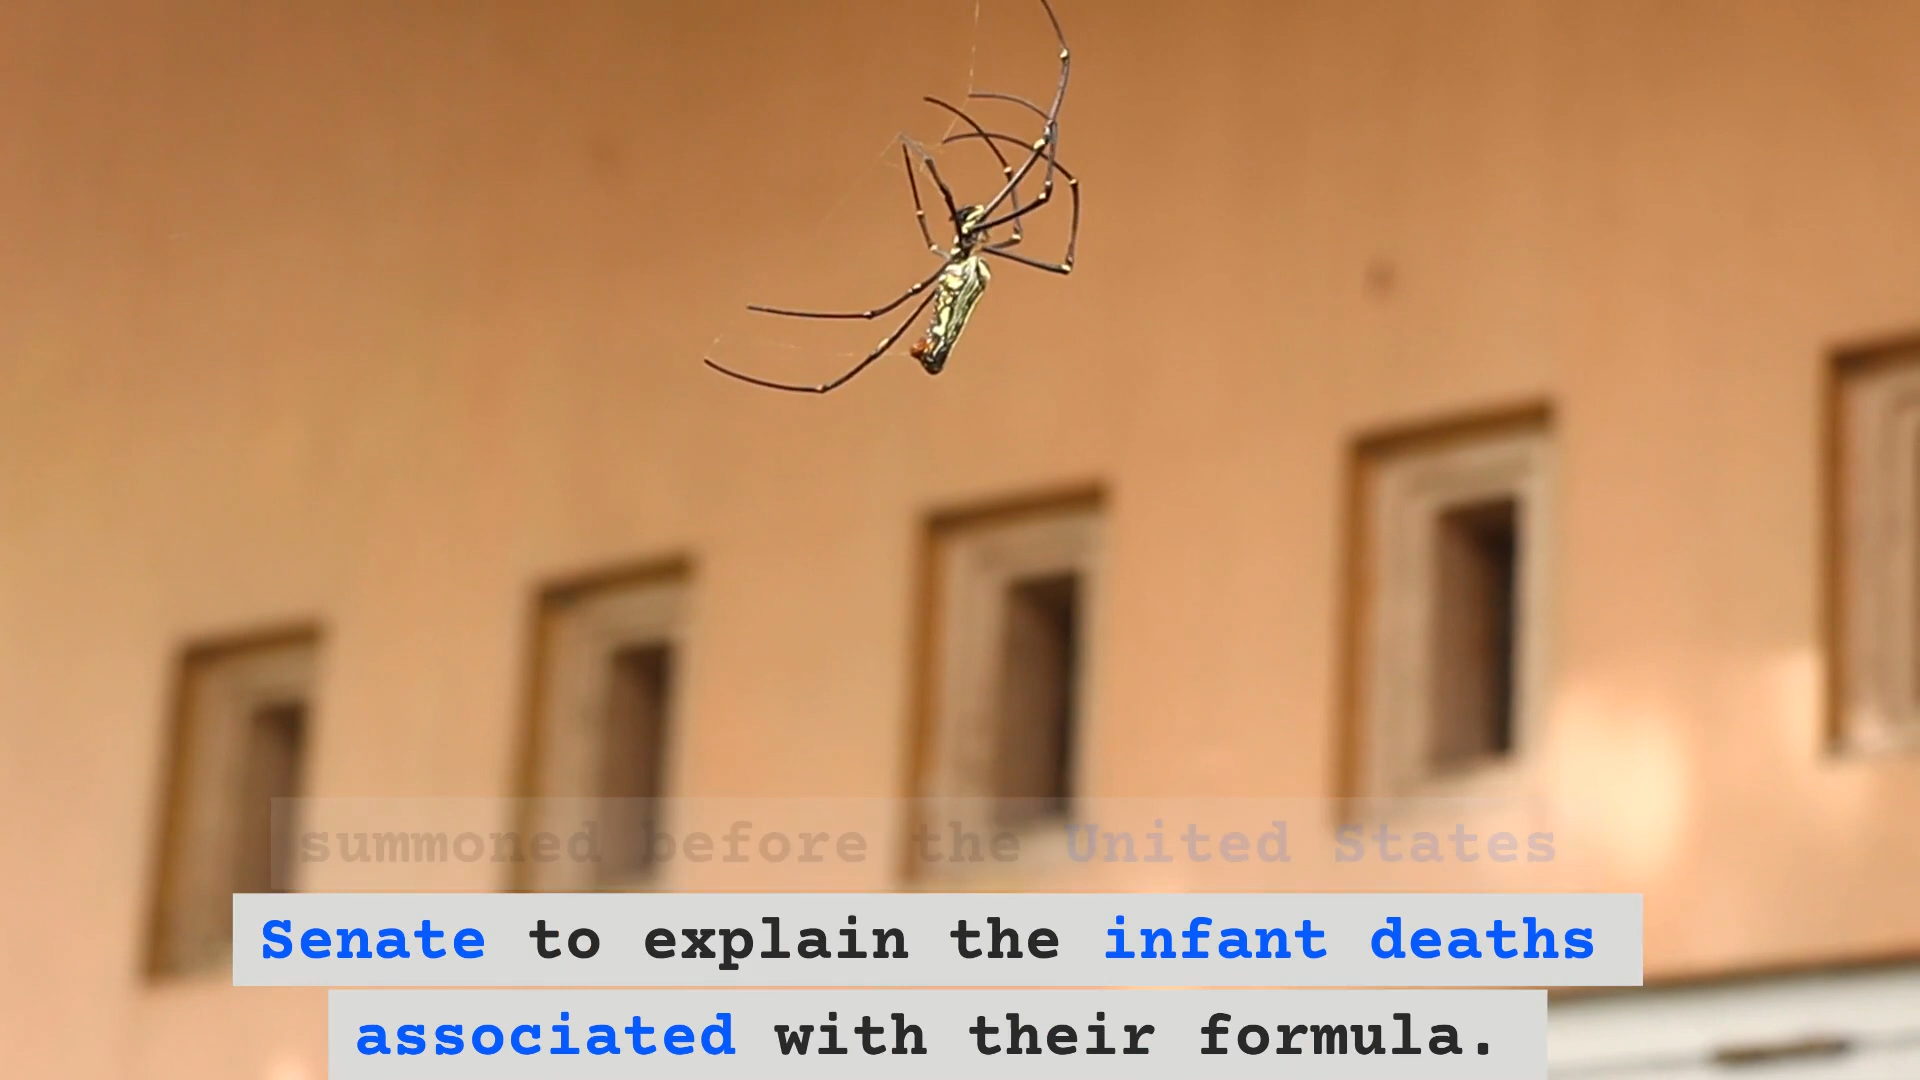 summoned before the United States
Senate to explain the infant deaths
associated with their formula.